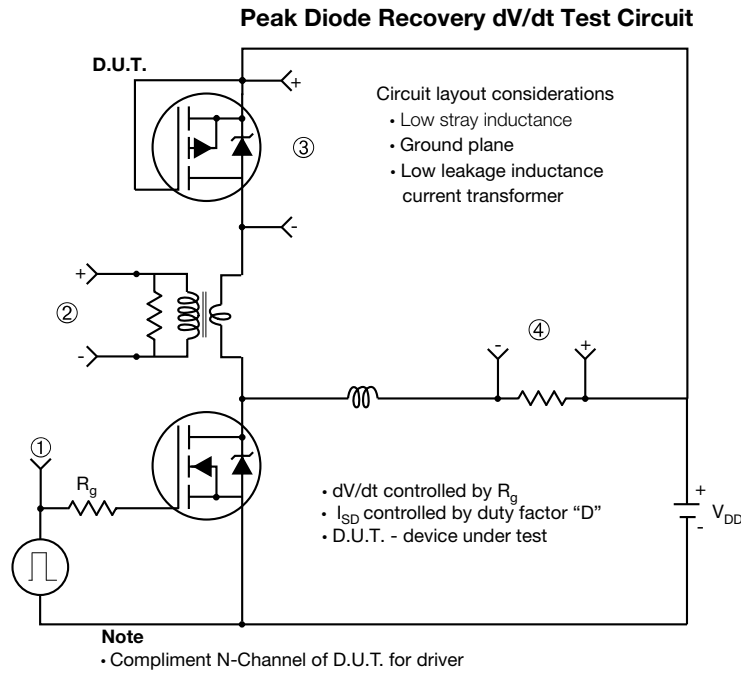 Peak Diode Recovery dV/dt Test Circuit
D.U.T.
+
Circuit layout considerations
• Low stray inductance
③
• Ground plane
• Low leakage inductance
current transformer
-
+
②
④
-
+
-
①
Rg
• dV/dt controlled by Rg
• ISD controlled by duty factor “D”
• D.U.T. - device under test
+
VDD
-
Note
• Compliment N-Channel of D.U.T. for driver